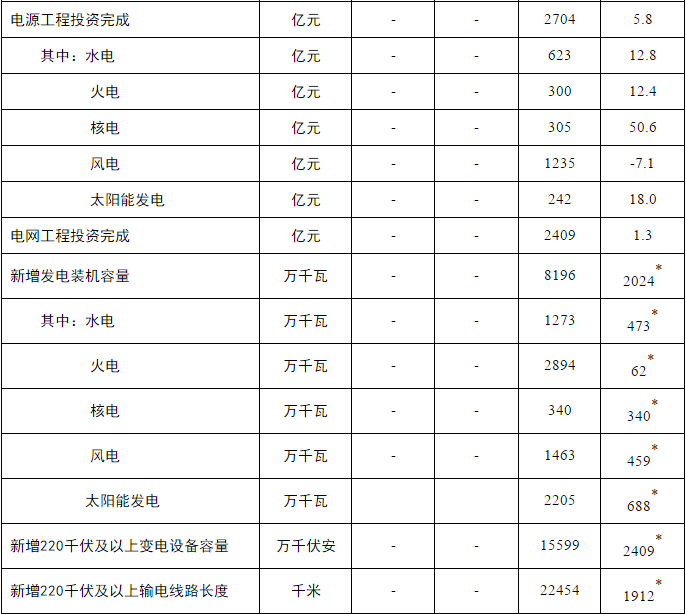 电源工程投资完成 亿元 - - 2704 5.8
其中：水电 亿元 - - 623 12.8
火电 亿元 - - 300 12.4
核电 亿元 - - 305 50.6
风电 亿元 - - 1235 -7.1
太阳能发电 亿元 - - 242 18.0
电网工程投资完成 亿元 - - 2409 1.3
新增发电装机容量 万千瓦 - - 8196 2024*
其中：水电 万千瓦 - - 1273 473*
火电 万千瓦 - - 2894 62*
核电 万千瓦 - - 340 340*
风电 万千瓦 - - 1463 459*
太阳能发电 万千瓦 2205 688*
新增220千伏及以上变电设备容量 万千伏安 - - 15599 2409*
新增220千伏及以上输电线路长度 千米 - - 22454 1912*